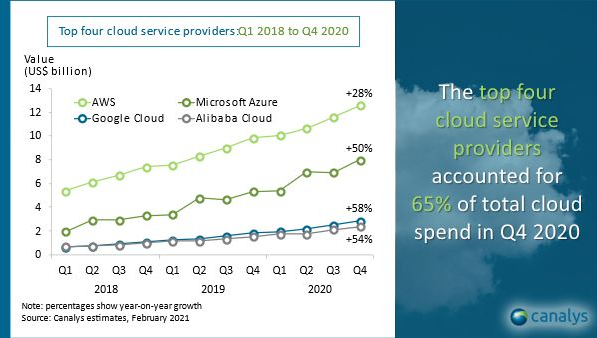 Top four cloud service providers:Q1 2018 to Q4 2020
Value
(US$ billion)
14
12
10
8
6
4
2
0
AWS
Microsoft Azure
Google Cloud
Alibaba Cloud
+28%
+50%
+58%
+54%
Q1 Q2 Q3 Q4 Q1 Q2 Q3 Q4 Q1 Q2 Q3 Q4
2018 2019 2020
Note: percentages show year-on-year growth
Source: Canalys estimates, February 2021
The top four
cloud service
providers
accounted for
65% of total cloud
spend in Q4 2020
canalys